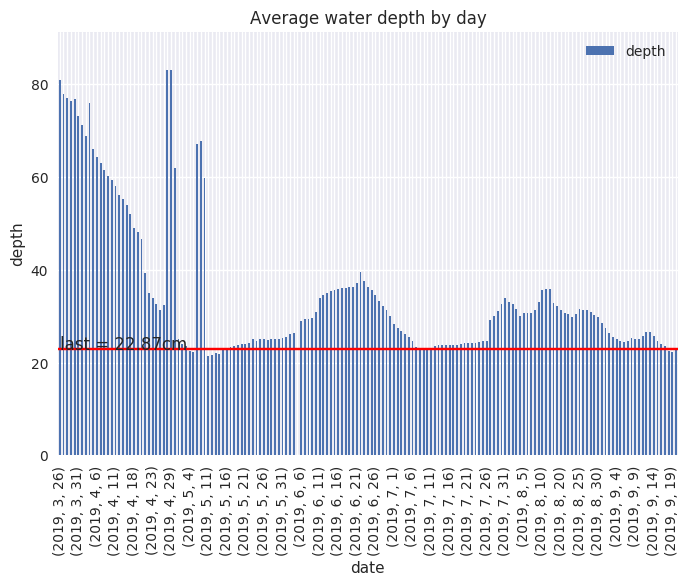 Average water depth by day
depth
80
60
40
20
0
depth
last = 22.87cm
(2019, 3, 26)
(2019, 3, 31)
(2019, 4, 6)
(2019, 4, 11)
(2019, 4, 18)
(2019, 4, 23)
(2019, 4, 29)
(2019, 5, 4)
(2019, 5, 11)
(2019, 5, 16)
(2019, 5, 21)
(2019, 5, 26)
(2019, 5, 31)
(2019, 6, 6)
(2019, 6, 11)
(2019, 6, 16)
(2019, 6, 21)
(2019, 6, 26)
(2019, 7, 1)
(2019, 7, 6)
(2019, 7, 11)
(2019, 7, 16)
(2019, 7, 21)
(2019, 7, 26)
(2019, 7, 31)
(2019, 8, 5)
(2019, 8, 10)
(2019, 8, 20)
(2019, 8, 25)
(2019, 8, 30)
(2019, 9, 4)
(2019, 9, 9)
(2019, 9, 14)
(2019, 9, 19)
date